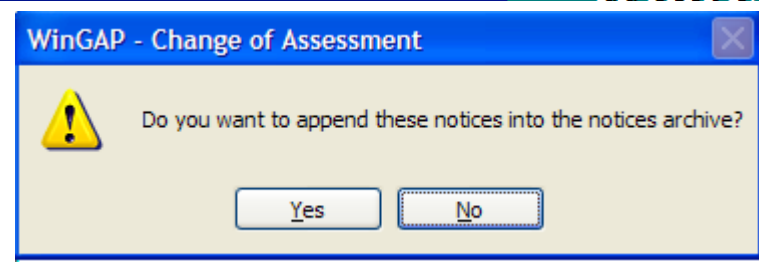 WinGAP - Change of Assessment
Do you want to append these notices into the notices archive?
Yes
No